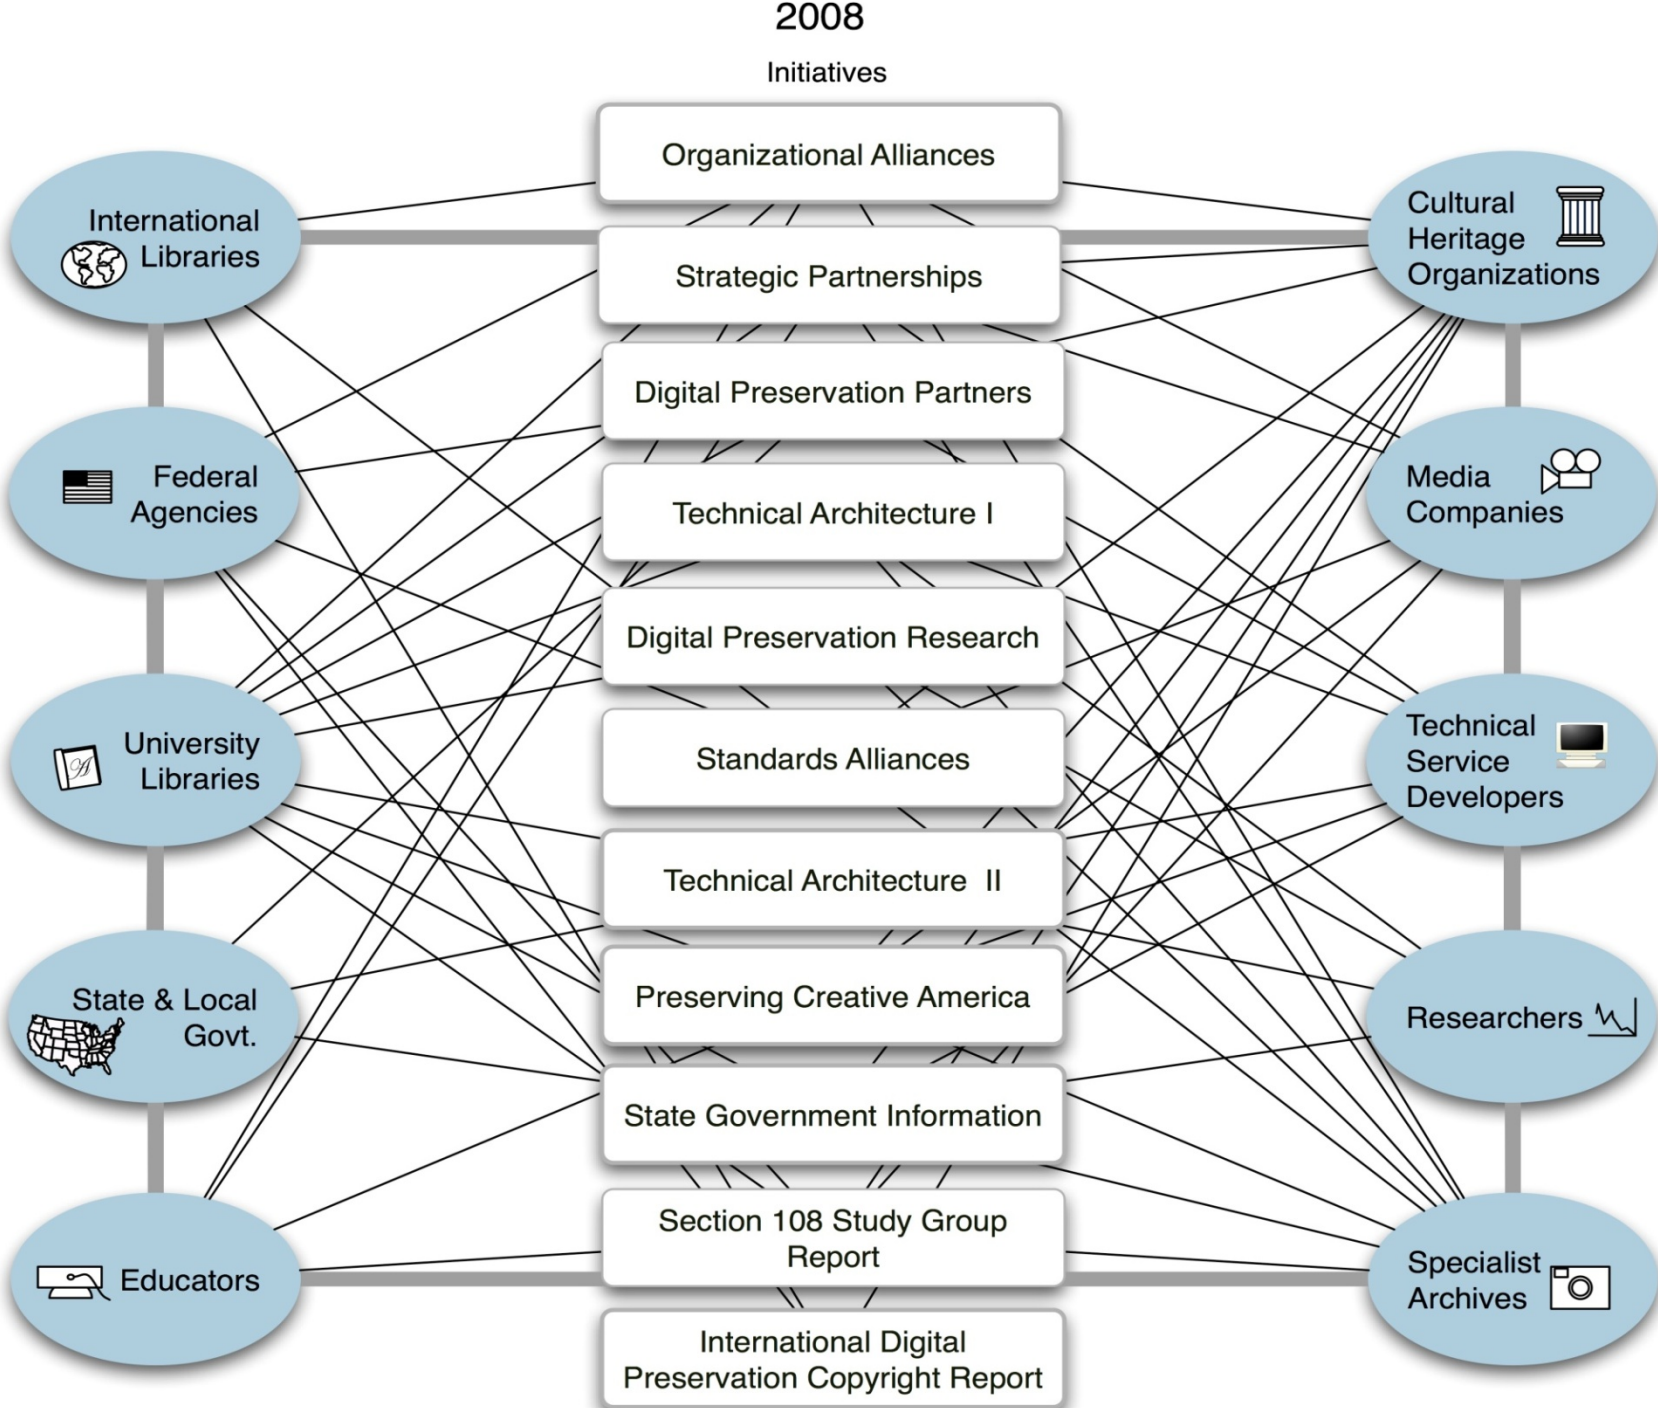 2008
Initiatives
Organizational Alliances
Strategic Partnerships
Digital Preservation Partners
Technical Architecture I
Digital Preservation Research
Standards Alliances
Technical Architecture II
Preserving Creative America
State Government Information
Section 108 Study Group
Report
International Digital
Preservation Copyright Report
International
Libraries
Federal
Agencies
University
Libraries
A
State & Local
Govt.
Educators
Cultural
Heritage
Organizations
Media
Companies
Technical
Service
Developers
Researchers
Specialist
Archives